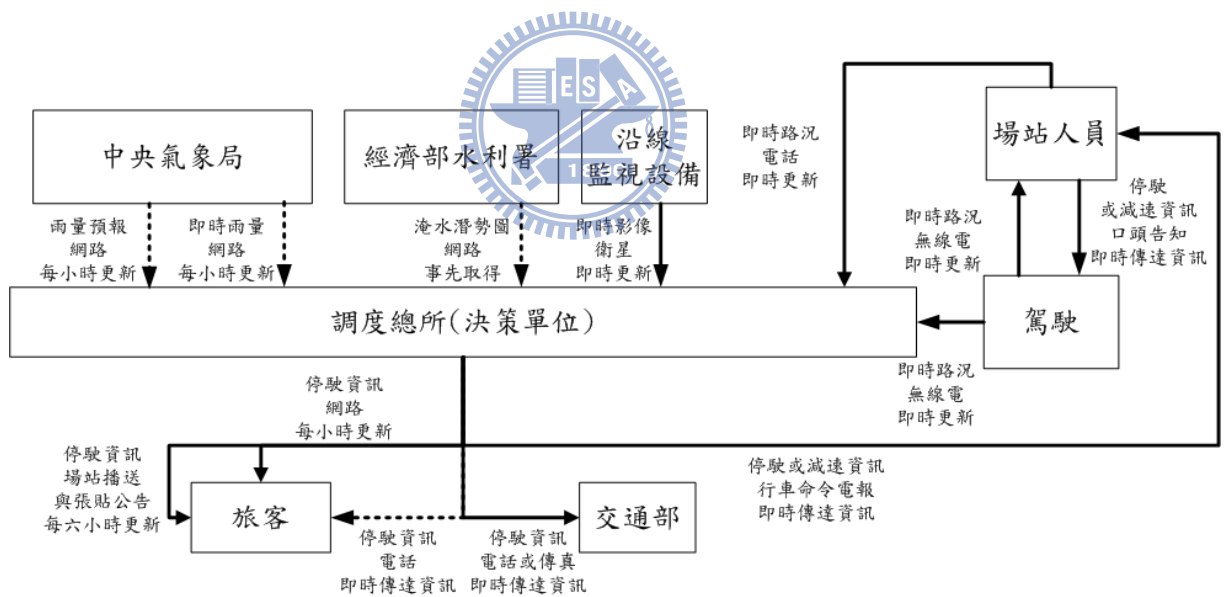 ESA
1896
中央氣象局
經濟部水利署
沿線
監視設備
場站人員
即時路況
電話
即時更新
雨量預報
網路
每小時更新
即時雨量
網路
每小時更新
淹水潛勢圖
網路
事先取得
即時影像
衛星
即時更新
即時路況
無線電
即時更新
停駛
或減速資訊
口頭告知
即時傳達資訊
調度總所(決策單位)
駕駛
即時路況
無線電
即時更新
停駛資訊
網路
每小時更新
停駛資訊
場站播送
與張貼公告
每六小時更新
旅客
交通部
停駛或減速資訊
行車命令電報
即時傳達資訊
停駛資訊
電話
即時傳達資訊
停駛資訊
電話或傳真
即時傳達資訊